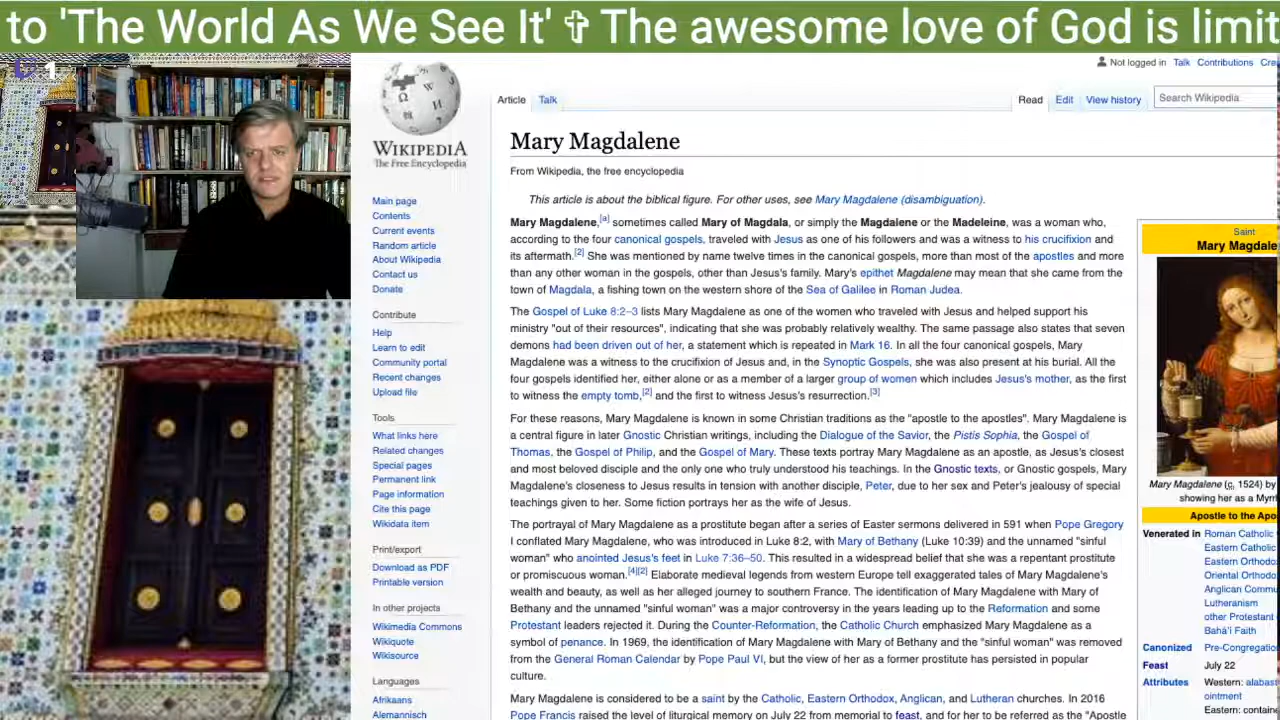 to 'The World As We See It' ✞ The awesome love of God is limit
1
Not logged in Talk Contributions Cre
Article Talk Read Edit View history Search Wikipedia
WIKIPEDIA
The Free Encyclopedia
Main page
Contents
Current events
Random article
About Wikipedia
Contact us
Donate
Contribute
Help
Learn to edit
Community portal
Recent changes
Upload file
Tools
What links here
Related changes
Special pages
Permanent link
Page information
Cite this page
Wikidata item
Print/export
Download as PDF
Printable version
In other projects
Wikimedia Commons
Wikiquote
Wikisource
Languages
Afrikaans
Alemannisch
Mary Magdalene
From Wikipedia, the free encyclopedia
This article is about the biblical figure. For other uses, see Mary Magdalene (disambiguation).
Mary Magdalene,[a] sometimes called Mary of Magdala, or simply the Magdalene or the Madeleine, was a woman who,
according to the four canonical gospels, traveled with Jesus as one of his followers and was a witness to his crucifixion and
its aftermath.[2] She was mentioned by name twelve times in the canonical gospels, more than most of the apostles and more
than any other woman in the gospels, other than Jesus's family. Mary's epithet Magdalene may mean that she came from the
town of Magdala, a fishing town on the western shore of the Sea of Galilee in Roman Judea.
The Gospel of Luke 8:2–3 lists Mary Magdalene as one of the women who traveled with Jesus and helped support his
ministry "out of their resources", indicating that she was probably relatively wealthy. The same passage also states that seven
demons had been driven out of her, a statement which is repeated in Mark 16. In all the four canonical gospels, Mary
Magdalene was a witness to the crucifixion of Jesus and, in the Synoptic Gospels, she was also present at his burial. All the
four gospels identified her, either alone or as a member of a larger group of women which includes Jesus's mother, as the first
to witness the empty tomb,[2] and the first to witness Jesus's resurrection.[3]
For these reasons, Mary Magdalene is known in some Christian traditions as the "apostle to the apostles". Mary Magdalene is
a central figure in later Gnostic Christian writings, including the Dialogue of the Savior, the Pistis Sophia, the Gospel of
Thomas, the Gospel of Philip, and the Gospel of Mary. These texts portray Mary Magdalene as an apostle, as Jesus's closest
and most beloved disciple and the only one who truly understood his teachings. In the Gnostic texts, or Gnostic gospels, Mary
Magdalene's closeness to Jesus results in tension with another disciple, Peter, due to her sex and Peter's jealousy of special
teachings given to her. Some fiction portrays her as the wife of Jesus.
The portrayal of Mary Magdalene as a prostitute began after a series of Easter sermons delivered in 591 when Pope Gregory
I conflated Mary Magdalene, who was introduced in Luke 8:2, with Mary of Bethany (Luke 10:39) and the unnamed "sinful
woman" who anointed Jesus's feet in Luke 7:36–50. This resulted in a widespread belief that she was a repentant prostitute
or promiscuous woman.[4][2] Elaborate medieval legends from western Europe tell exaggerated tales of Mary Magdalene's
wealth and beauty, as well as her alleged journey to southern France. The identification of Mary Magdalene with Mary of
Bethany and the unnamed "sinful woman" was a major controversy in the years leading up to the Reformation and some
Protestant leaders rejected it. During the Counter-Reformation, the Catholic Church emphasized Mary Magdalene as a
symbol of penance. In 1969, the identification of Mary Magdalene with Mary of Bethany and the "sinful woman" was removed
from the General Roman Calendar by Pope Paul VI, but the view of her as a former prostitute has persisted in popular
culture.
Mary Magdalene is considered to be a saint by the Catholic, Eastern Orthodox, Anglican, and Lutheran churches. In 2016
Pope Francis raised the level of liturgical memory on July 22 from memorial to feast, and for her to be referred as the "Apostle
Saint
Mary Magdale
Mary Magdalene (c. 1524) by
showing her as a Myrr
Apostle to the Apo
Venerated in Roman Catholic
Eastern Catholic
Eastern Orthodo
Oriental Orthodo
Anglican Commu
Lutheranism
other Protestant
Bahá'í Faith
Canonized Pre-Congregatio
Feast July 22
Attributes Western: alabast
ointment
Eastern: contain